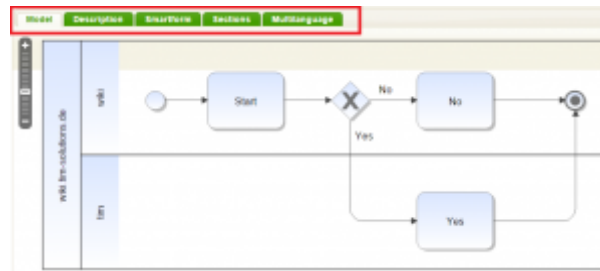 Model Description Smartform Sections Multilanguage
wiki.tim-solutions.de
wiki
tim
Start
No
No
Yes
Yes